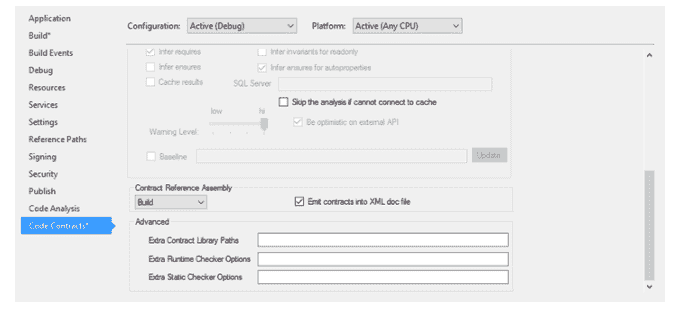 Application
Build*
Build Events
Debug
Resources
Services
Settings
Reference Paths
Signing
Security
Publish
Code Analysis
Code Contracts*
Configuration: Active (Debug) Platform: Active (Any CPU)
Infer requires Infer invariants for readonly
Infer ensures Infer ensures for autoproperties
Cache results SQL Server
Skip the analysis if cannot connect to cache
low hi
Be optimistic on external API
Warning Level:
Baseline Update
Contract Reference Assembly
Build Emit contracts into XML doc file
Advanced
Extra Contract Library Paths
Extra Runtime Checker Options
Extra Static Checker Options